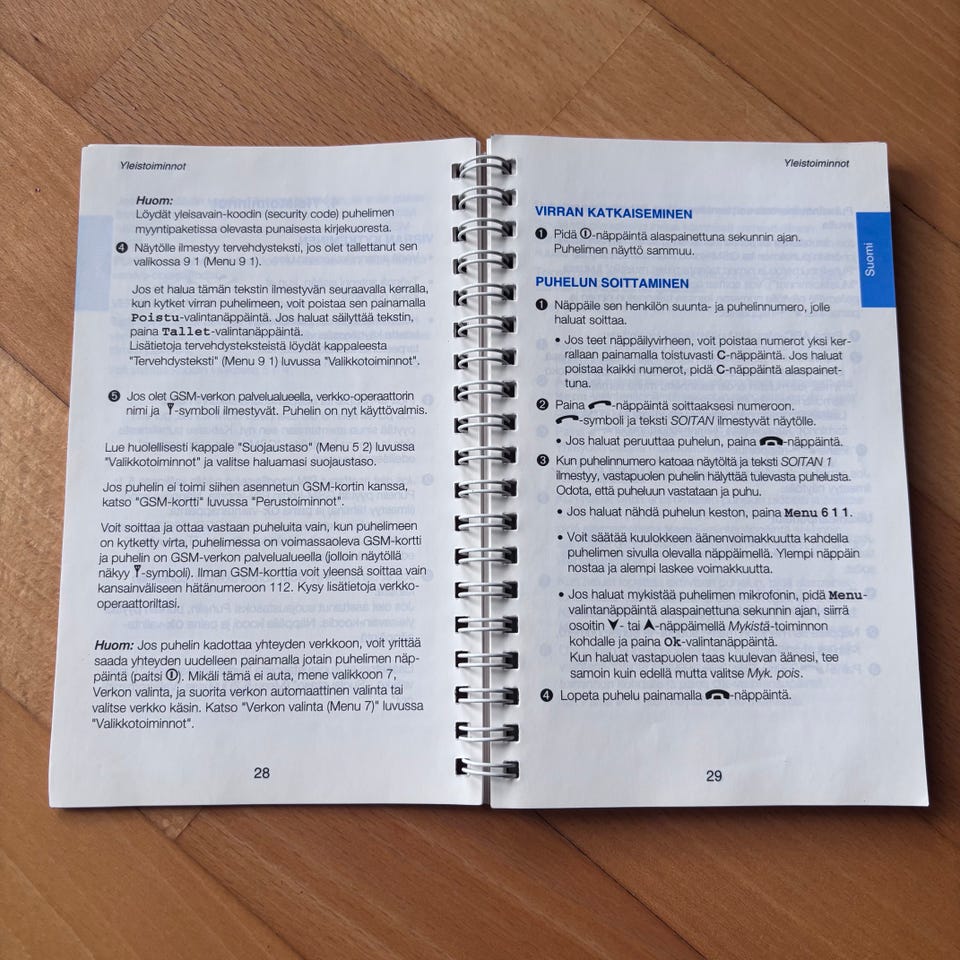 Yleistoiminnot
Huom:
Löydät yleisavain-koodin (security code) puhelimen
myyntipaketissa olevasta punaisesta kirjekuoresta.
4 Näytölle ilmestyy tervehdysteksti, jos olet tallettanut sen
valikossa 9 1 (Menu 9 1).
Jos et halua tämän tekstin ilmestyvän seuraavalla kerralla,
kun kytket virran puhelimeen, voit poistaa sen painamalla
Poistu-valintanäppäintä. Jos haluat säilyttää tekstin,
paina Tallet-valintanäppäintä.
Lisätietoja tervehdysteksteistä löydät kappaleesta
"Tervehdysteksti" (Menu 9 1) luvussa "Valikkotoiminnot".
5 Jos olet GSM-verkon palvelualueella, verkko-operaattorin
nimi ja -symboli ilmestyvät. Puhelin on nyt käyttövalmis.
Lue huolellisesti kappale "Suojaustaso" (Menu 5 2) luvussa
"Valikkotoiminnot" ja valitse haluamasi suojaustaso.
Jos puhelin ei toimi siihen asennetun GSM-kortin kanssa,
katso "GSM-kortti" luvussa "Perustoiminnot".
Voit soittaa ja ottaa vastaan puheluita vain, kun puhelimeen
on kytketty virta, puhelimessa on voimassaoleva GSM-kortti
ja puhelin on GSM-verkon palvelualueella (jolloin näytöllä
näkyy -symboli). Ilman GSM-korttia voit yleensä soittaa vain
kansainväliseen hätänumeroon 112. Kysy lisätietoja verkko-
operaattoriltasi.
Huom: Jos puhelin kadottaa yhteyden verkkoon, voit yrittää
saada yhteyden uudelleen painamalla jotain puhelimen näp-
päintä (paitsi ). Mikäli tämä ei auta, mene valikkoon 7,
Verkon valinta, ja suorita verkon automaattinen valinta tai
valitse verkko käsin. Katso "Verkon valinta (Menu 7)" luvussa
"Valikkotoiminnot".
28
Yleistoiminnot
Suomi
VIRRAN KATKAISEMINEN
1 Pidä -näppäintä alaspainettuna sekunnin ajan.
Puhelimen näyttö sammuu.
PUHELUN SOITTAMINEN
1 Näppäile sen henkilön suunta- ja puhelinnumero, jolle
haluat soittaa.
• Jos teet näppäilyvirheen, voit poistaa numerot yksi ker-
rallaan painamalla toistuvasti C-näppäintä. Jos haluat
poistaa kaikki numerot, pidä C-näppäintä alaspainet-
tuna.
2 Paina -näppäintä soittaaksesi numeroon.
-symboli ja teksti SOITAN ilmestyvät näytölle.
• Jos haluat peruuttaa puhelun, paina -näppäintä.
3 Kun puhelinnumero katoaa näytöltä ja teksti SOITAN 1
ilmestyy, vastapuolen puhelin hälyttää tulevasta puhelusta.
Odota, että puheluun vastataan ja puhu.
• Jos haluat nähdä puhelun keston, paina Menu 6 1 1.
• Voit säätää kuulokkeen äänenvoimakkuutta kahdella
puhelimen sivulla olevalla näppäimellä. Ylempi näppäin
nostaa ja alempi laskee voimakkuutta.
• Jos haluat mykistää puhelimen mikrofonin, pidä Menu-
valintanäppäintä alaspainettuna sekunnin ajan, siirrä
osoitin - tai -näppäimellä Mykistä-toiminnon
kohdalle ja paina Ok-valintanäppäintä.
Kun haluat vastapuolen taas kuulevan äänesi, tee
samoin kuin edellä mutta valitse Myk. pois.
4 Lopeta puhelu painamalla -näppäintä.
29